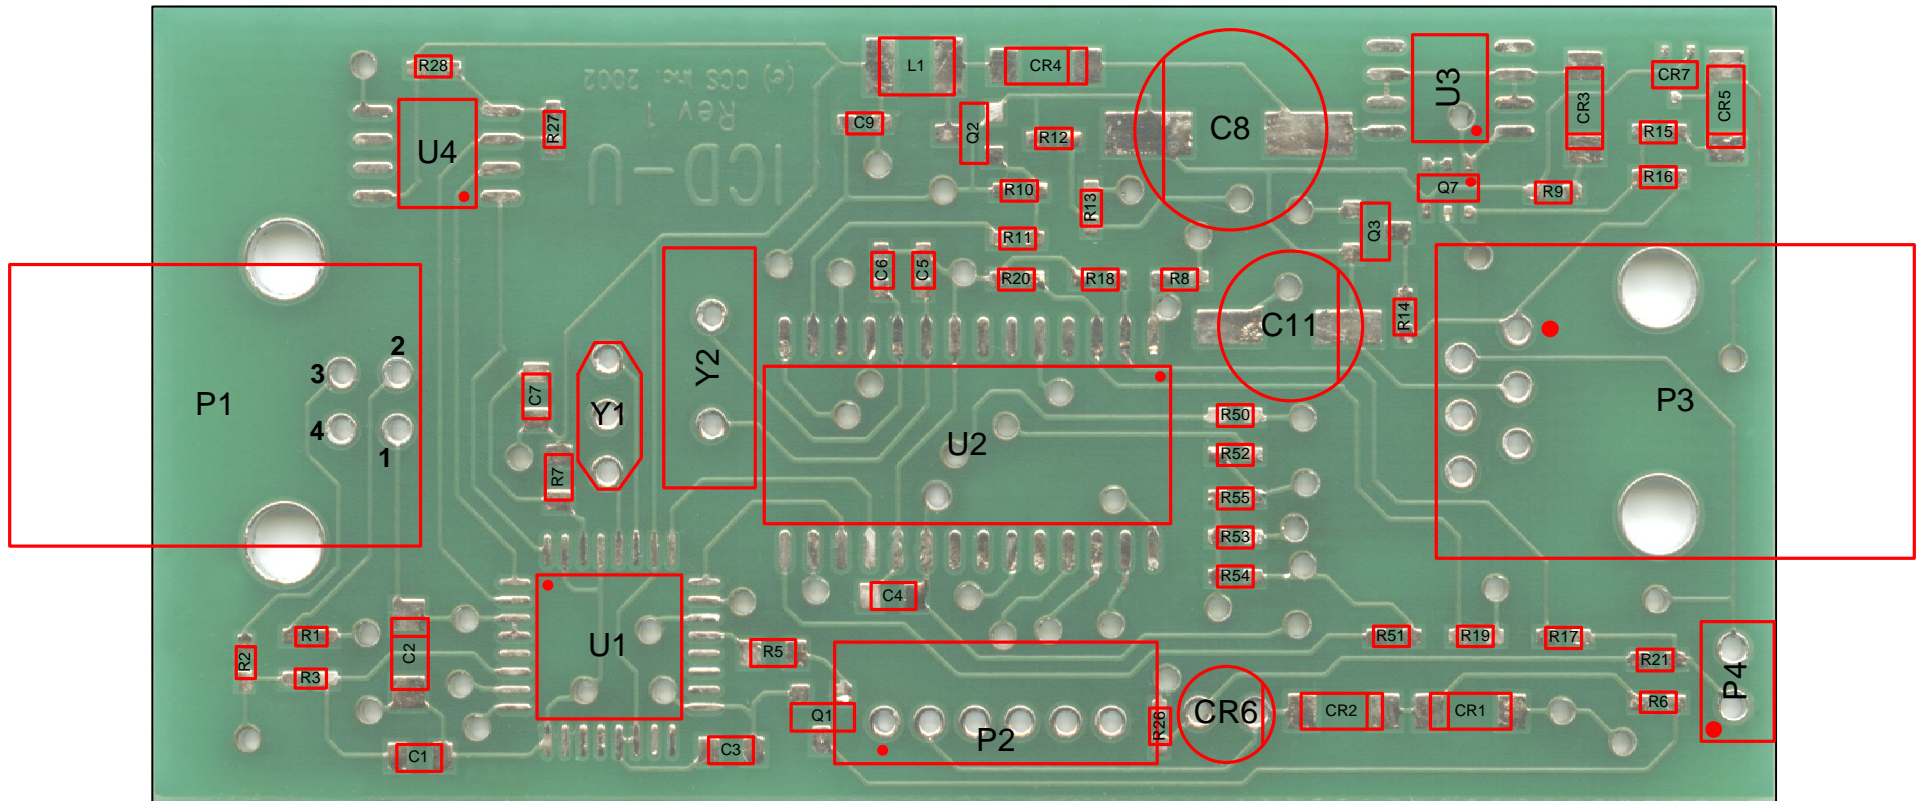 R28
L1
CR4
U3
CR3
CR7
CR5
(c) CCS Inc. 2002
Rev 1
ICD-U
R27
U4
C9
Q2
R12
C8
R15
R10
R13
Q7
R9
R16
R11
Q3
C6
C5
R20
R18
R8
C11
R14
P1
2
3
4
1
C7
Y1
Y2
R7
U2
R50
R52
R55
R53
R54
P3
C4
R1
R2
R3
C2
U1
R5
R51
R19
R17
R21
P4
Q1
P2
R26
CR6
CR2
CR1
R6
C1
C3